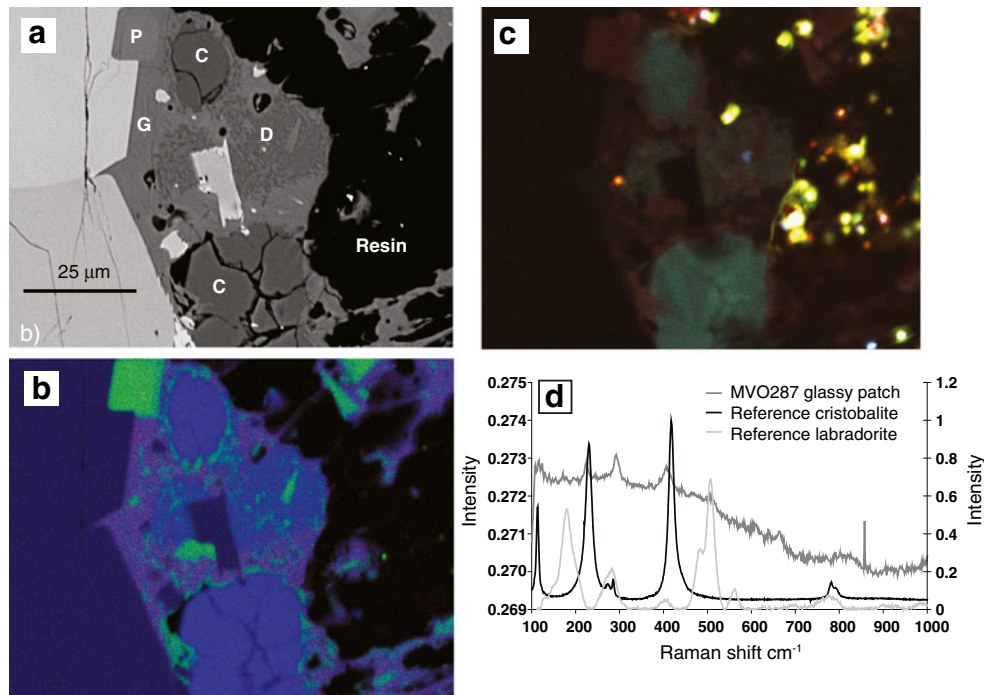 a
P
C
G
D
Resin
C
25 µm
b)
c
b
d
MVO287 glassy patch
Reference cristobalite
Reference labradorite
Intensity
0.275
0.274
0.273
0.272
0.271
0.270
0.269
1.2
1
0.8
0.6
0.4
0.2
0
Intensity
100 200 300 400 500 600 700 800 900 1000
Raman shift cm-1